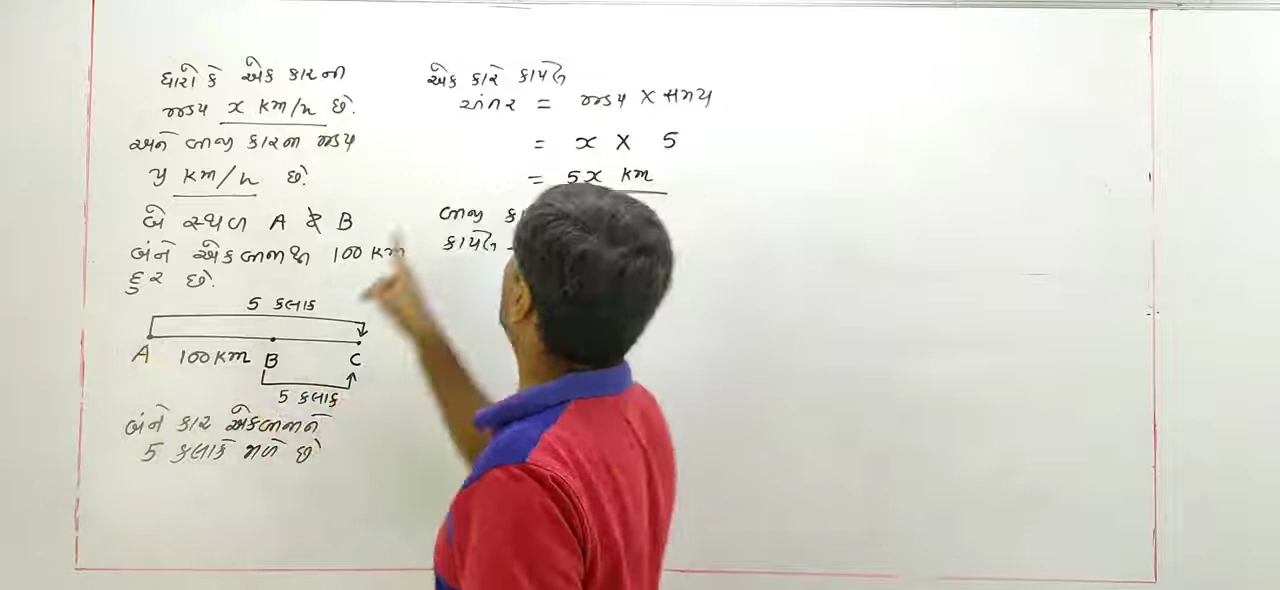 ધારો કે એક કારની
ઝડપ x km/h છે.
અને બીજી કારની ઝડપ
y km/h છે.
બે સ્થળ A & B
બંને એકબીજાથી 100 Km
દુર છે.
5 કલાક
A 100 Km B C
5 કલાક
બંને કાર એકબીજાને
5 કલાકે મળે છે
એક કારે કાપેલ
અંતર = ઝડપ X સમય
= x X 5
= 5x km
બીજી
કાપેલ